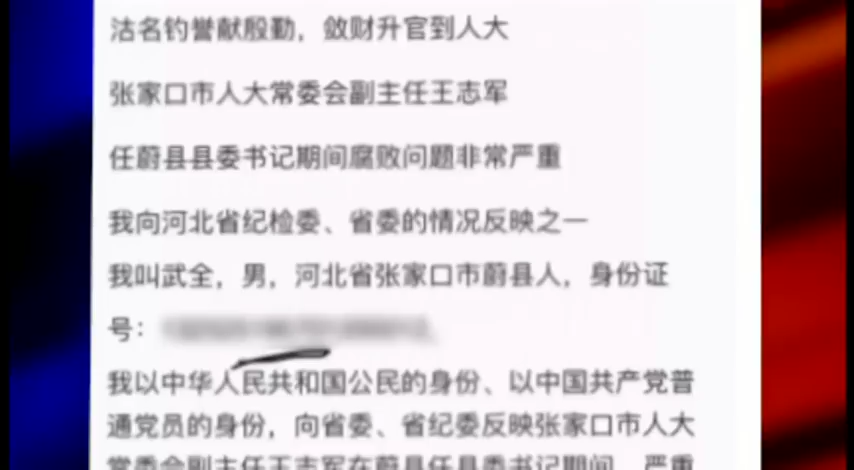 沽名钓誉献殷勤，敛财升官到人大
张家口市人大常委会副主任王志军
任蔚县县委书记期间腐败问题非常严重
我向河北省纪检委、省委的情况反映之一
我叫武全，男，河北省张家口市蔚县人，身份证
号：
我以中华人民共和国公民的身份、以中国共产党普
通党员的身份，向省委、省纪委反映张家口市人大
常委会副主任王志军在蔚县任县委书记期间，严重